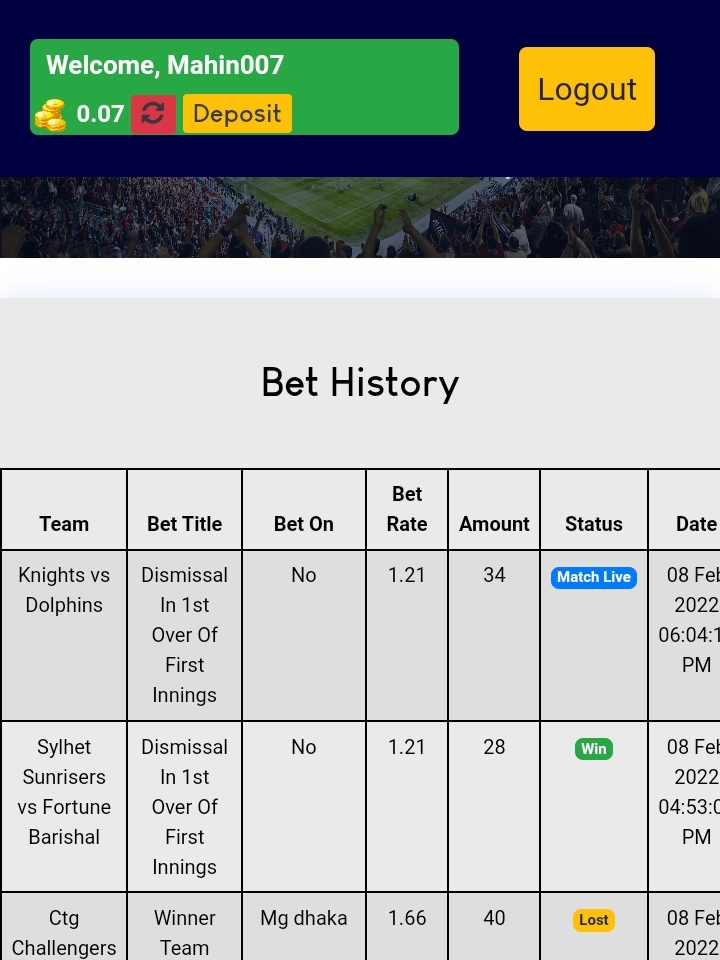 Welcome, Mahin007
0.07
Deposit
Logout
Bet History
Team
Bet Title
Bet On
Bet
Rate
Amount
Status
Date
Knights vs
Dolphins
Dismissal
In 1st
Over Of
First
Innings
No
1.21
34
Match Live
08 Feb
2022
06:04:1
PM
Sylhet
Sunrisers
vs Fortune
Barishal
Dismissal
In 1st
Over Of
First
Innings
No
1.21
28
Win
08 Feb
2022
04:53:0
PM
Ctg
Challengers
Winner
Team
Mg dhaka
1.66
40
Lost
08 Feb
2022